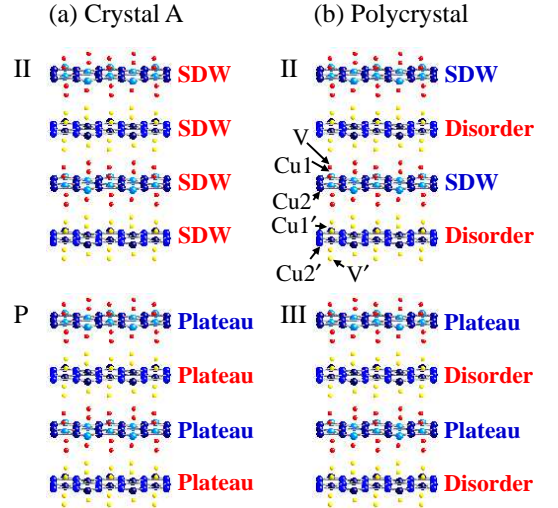 (a) Crystal A
(b) Polycrystal
II
SDW
SDW
SDW
SDW
II
SDW
Disorder
V
Cu1
SDW
Cu2
Cu1′
Disorder
Cu2′
V′
P
Plateau
Plateau
Plateau
Plateau
III
Plateau
Disorder
Plateau
Disorder